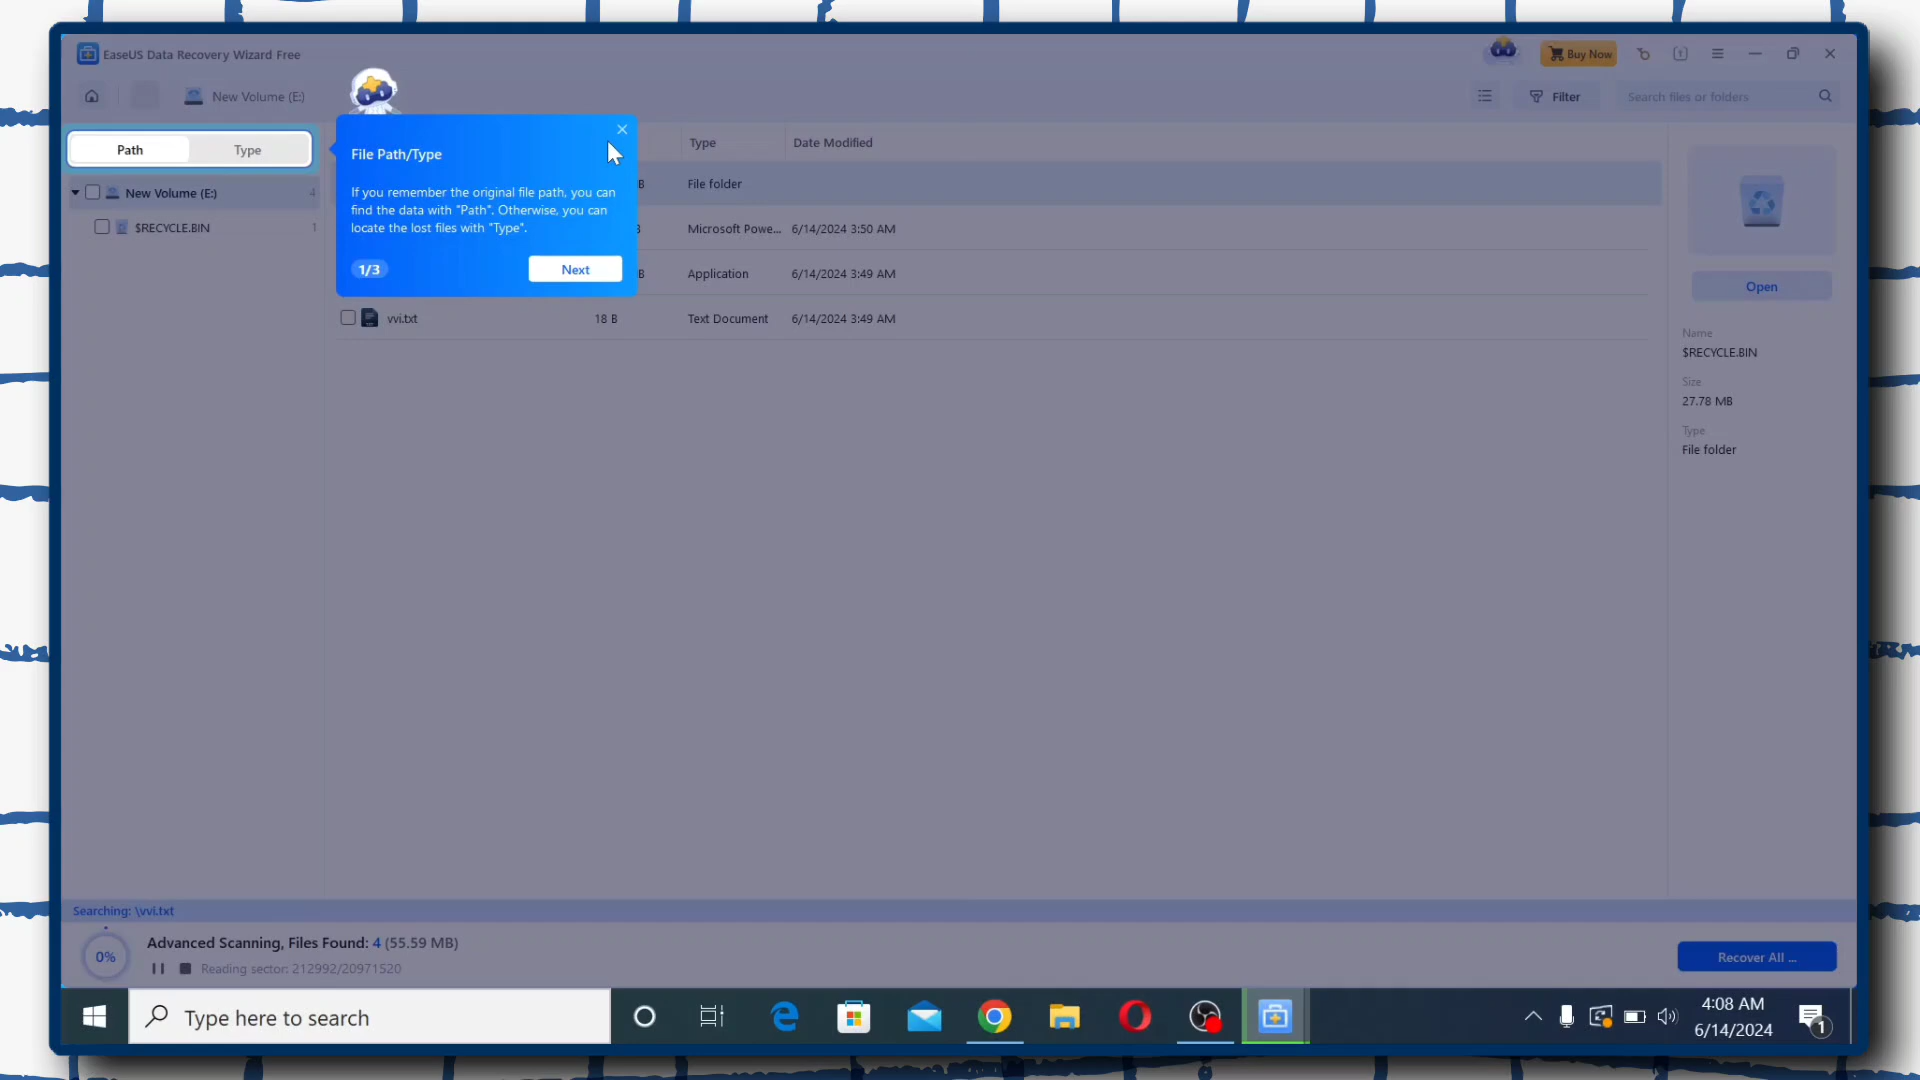 EaseUS Data Recovery Wizard Free
Buy Now
New Volume (E:)
Filter
Search files or folders
Path
Type
New Volume (E:)
4
$RECYCLE.BIN
1
File Path/Type
If you remember the original file path, you can
find the data with "Path". Otherwise, you can
locate the lost files with "Type".
1/3
Next
Type
Date Modified
B
File folder
Microsoft Powe...
6/14/2024 3:50 AM
B
Application
6/14/2024 3:49 AM
vvi.txt
18 B
Text Document
6/14/2024 3:49 AM
Open
Name
$RECYCLE.BIN
Size
27.78 MB
Type
File folder
Searching: \vvi.txt
0%
Advanced Scanning, Files Found: 4 (55.59 MB)
Reading sector: 212992/20971520
Recover All ...
Type here to search
4:08 AM
6/14/2024
1